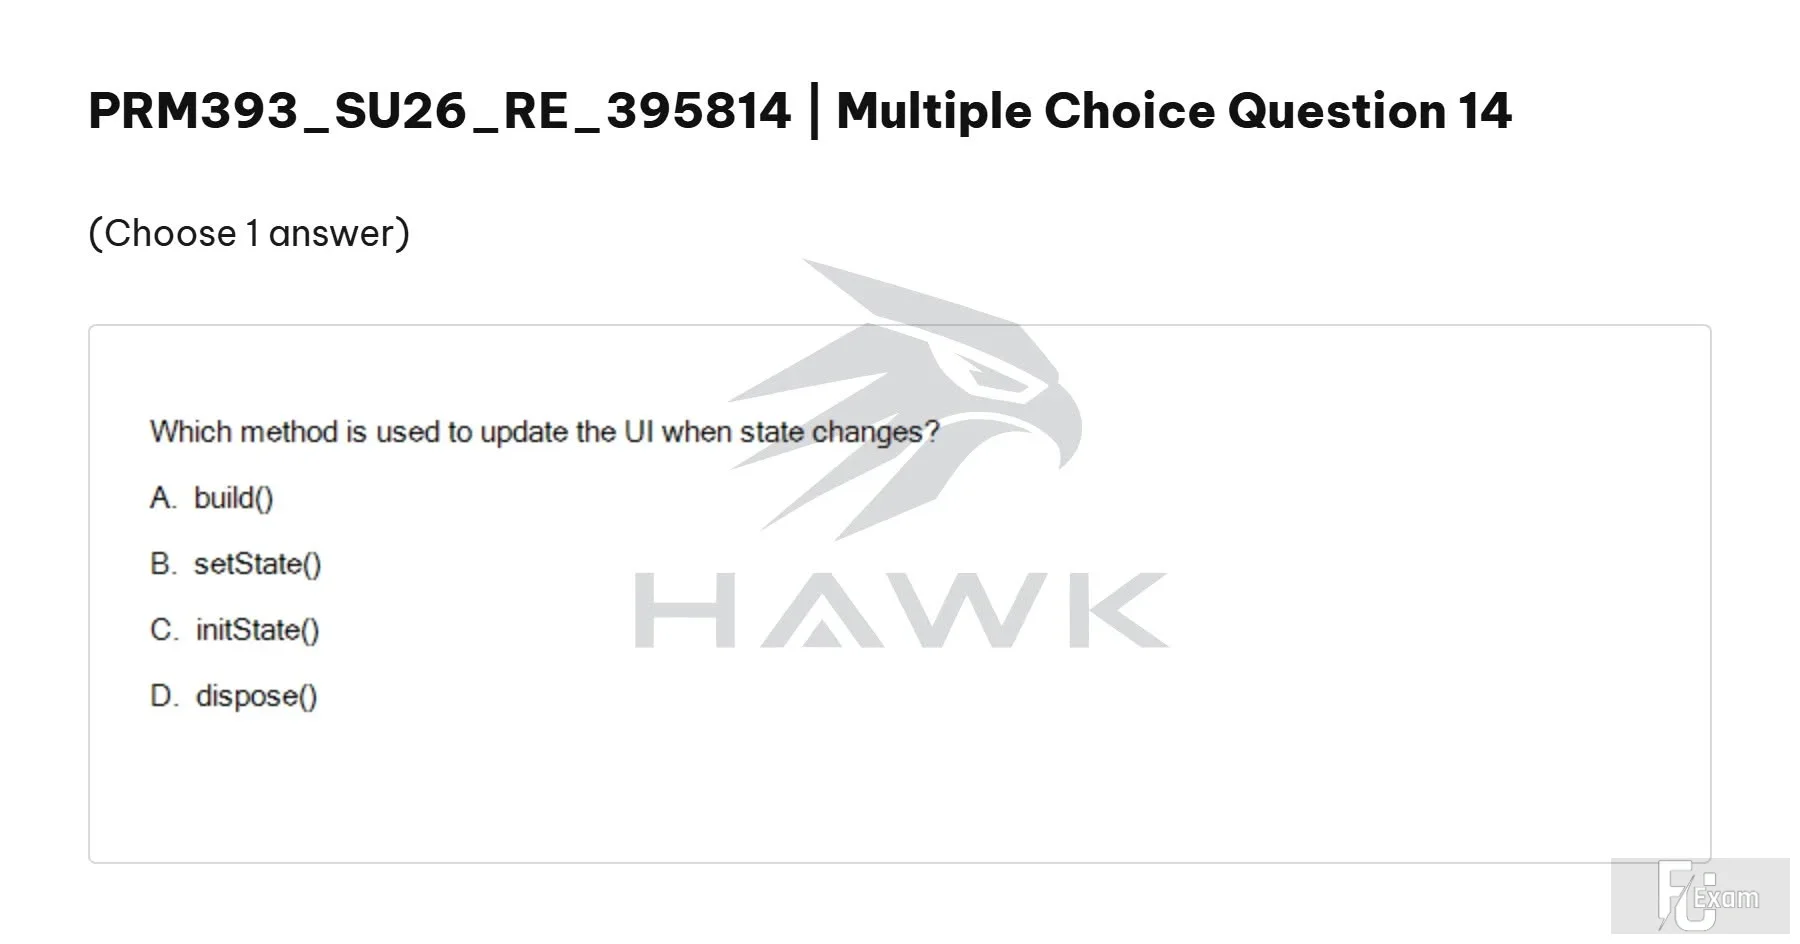 PRM393_SU26_RE_395814 | Multiple Choice Question 14
(Choose 1 answer)
Which method is used to update the UI when state changes?
A. build()
B. setState()
C. initState()
D. dispose()
HAWK
FU Exam